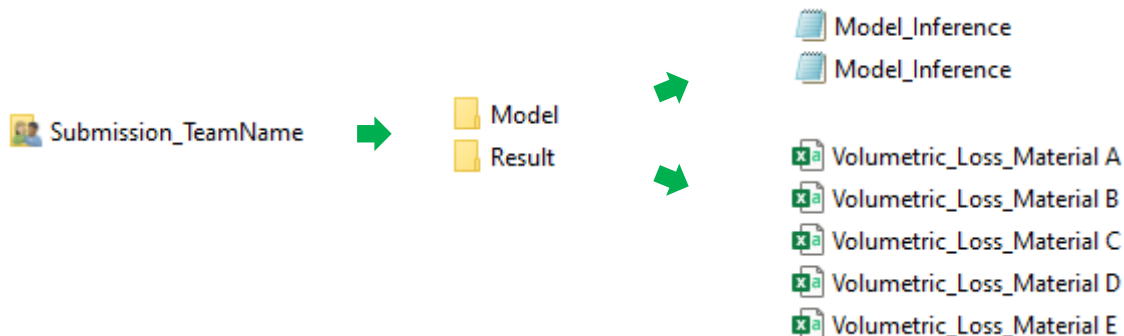 Submission_TeamName
Model
Result
Model_Inference
Model_Inference
Volumetric_Loss_Material A
Volumetric_Loss_Material B
Volumetric_Loss_Material C
Volumetric_Loss_Material D
Volumetric_Loss_Material E